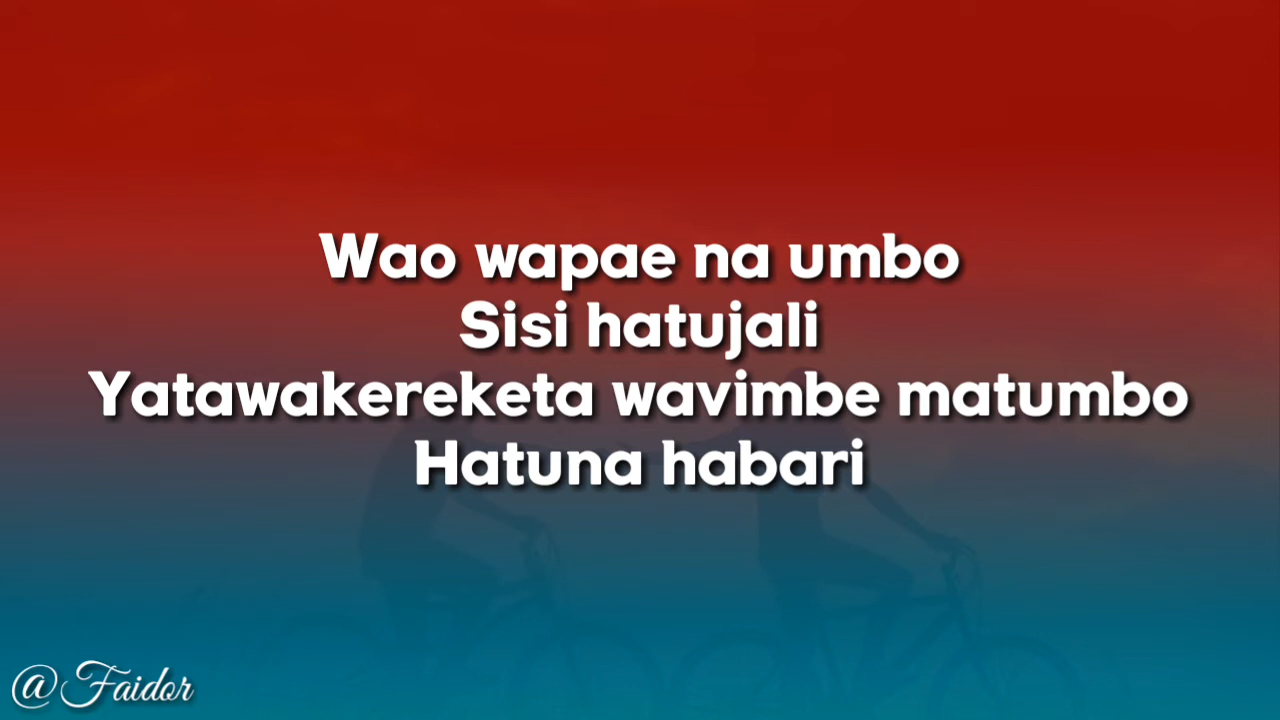 Wao wapae na umbo
Sisi hatujali
Yatawakereketa wavimbe matumbo
Hatuna habari
@Faidor